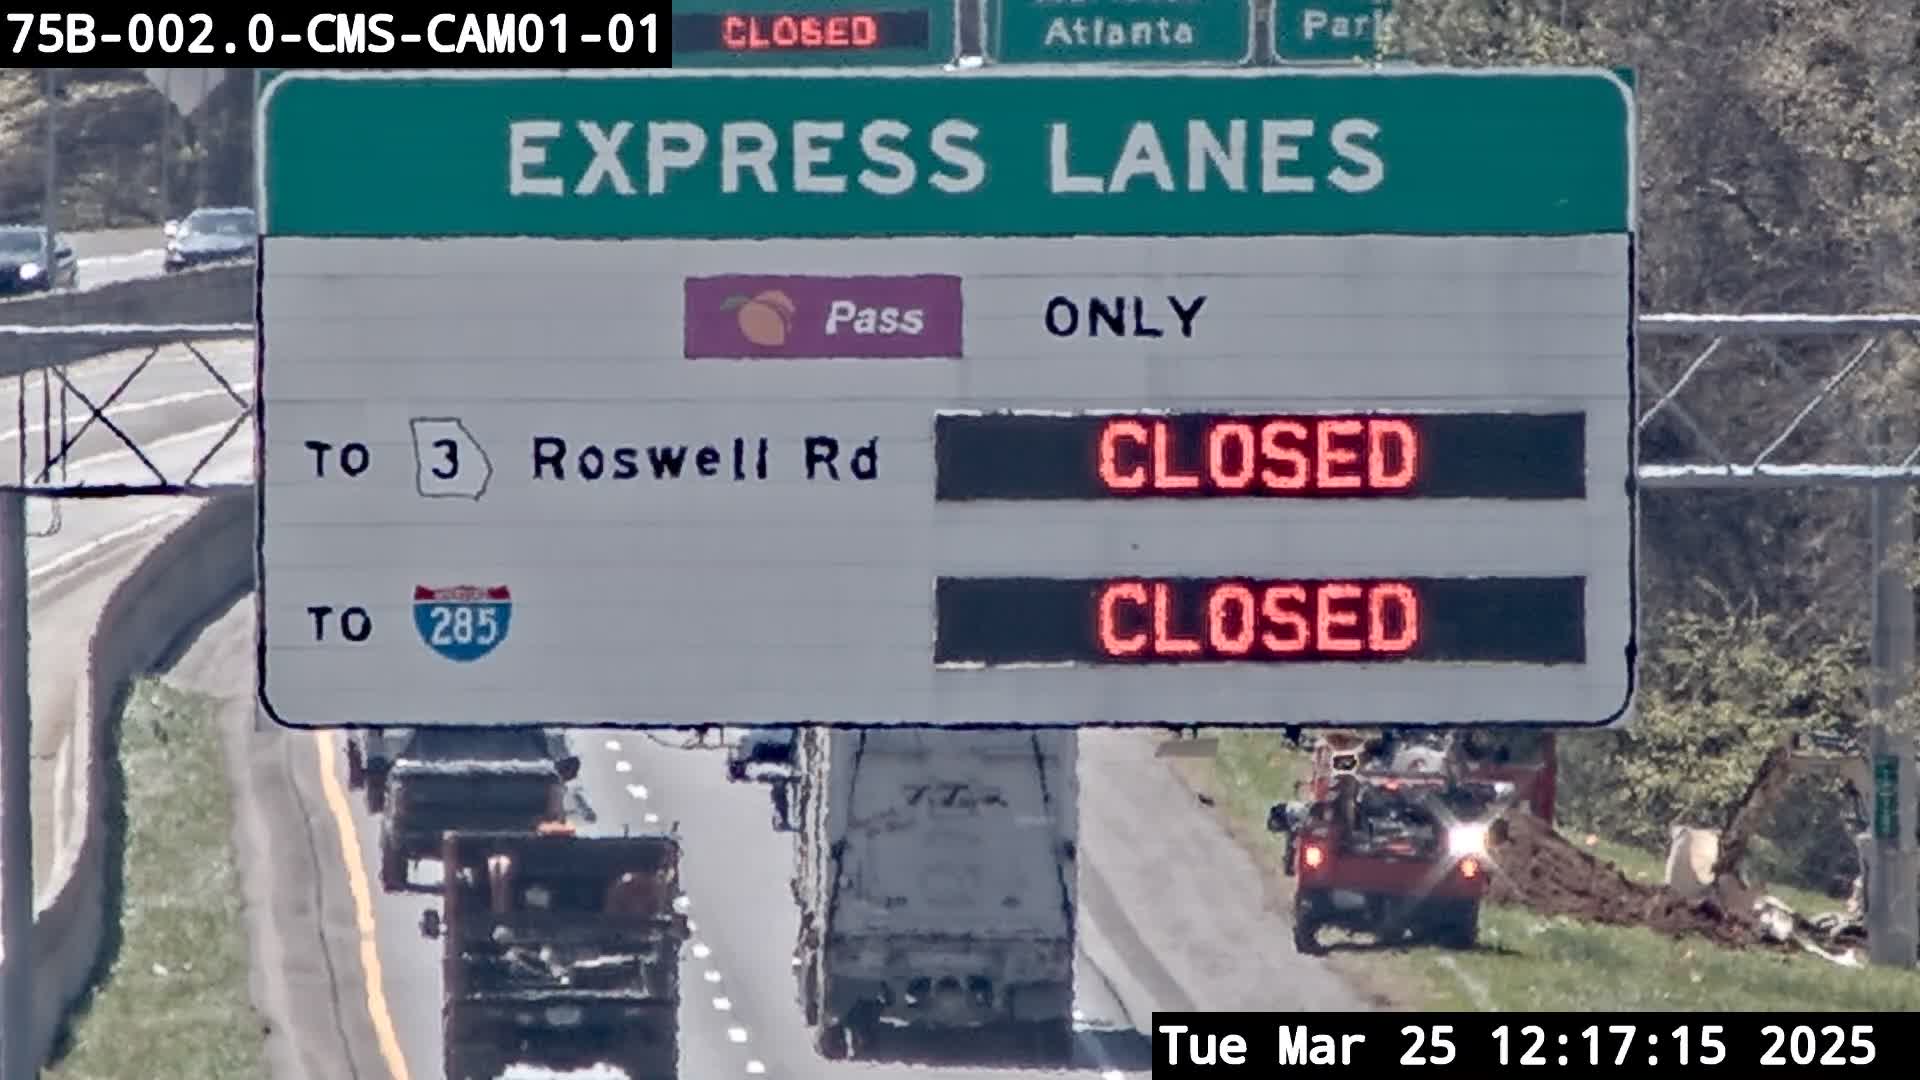 75B-002.0-CMS-CAM01-01
CLOSED
Atlanta
EXPRESS LANES
Pass ONLY
TO 3 Roswell Rd CLOSED
TO 285 CLOSED
Tue Mar 25 12:17:15 2025